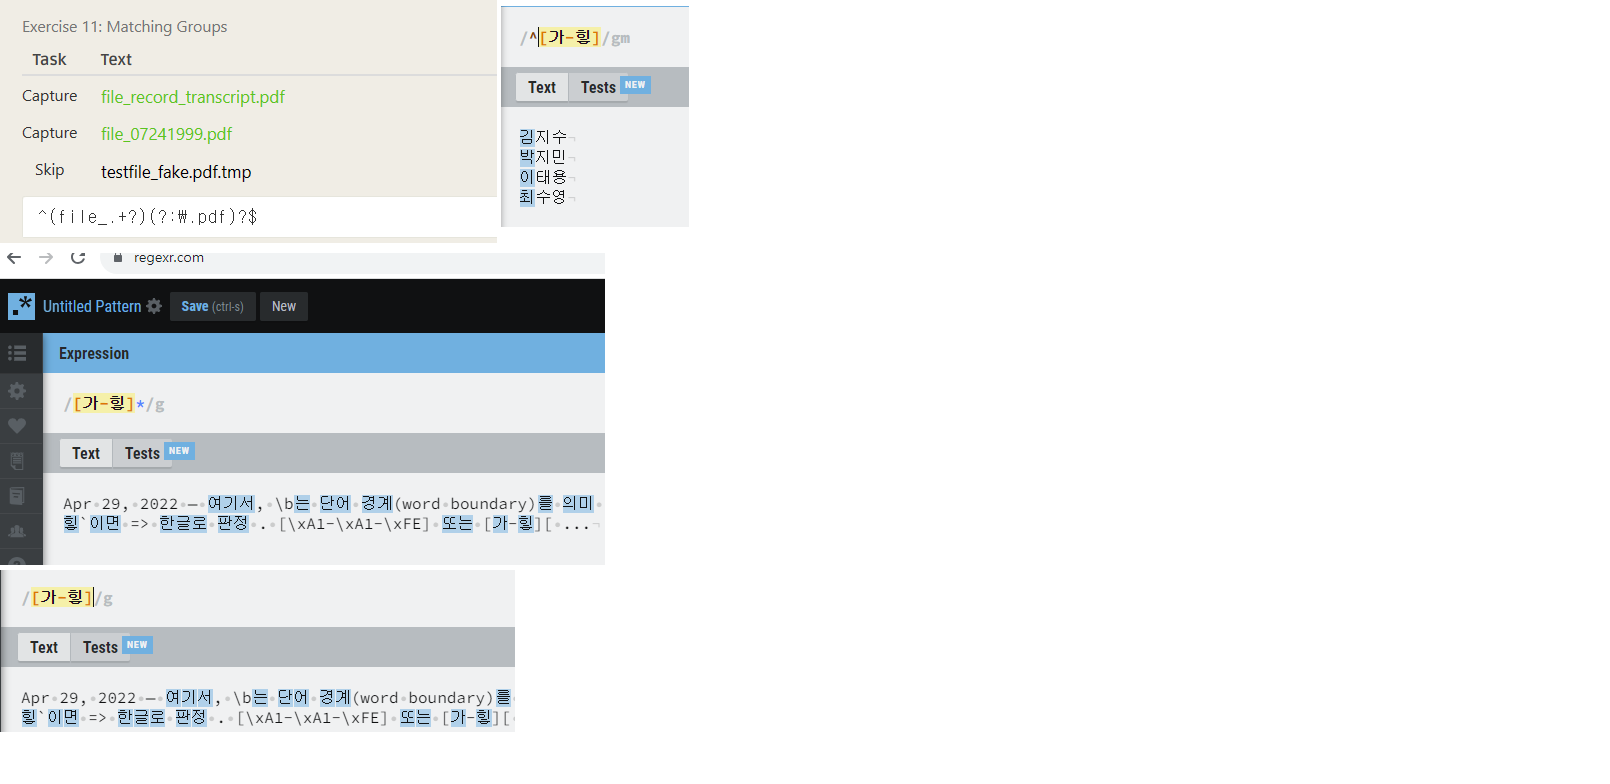 Exercise 11: Matching Groups
Task Text
Capture file_record_transcript.pdf
Capture file_07241999.pdf
Skip testfile_fake.pdf.tmp
^(file_.+?)(?:₩.pdf)?$
/^[가-힣]/gm
Text Tests NEW
김지수
박지민
이태용
최수영
regexr.com
Untitled Pattern Save (ctrl-s) New
Expression
/[가-힣]*/g
Text Tests NEW
Apr 29, 2022 — 여기서, \b는 단어 경계(word boundary)를 의미
힣`이면 => 한글로 판정 . [\xA1-\xA1-\xFE] 또는 [가-힣][ ...
/[가-힣]/g
Text Tests NEW
Apr 29, 2022 — 여기서, \b는 단어 경계(word boundary)를
힣`이면 => 한글로 판정 . [\xA1-\xA1-\xFE] 또는 [가-힣][